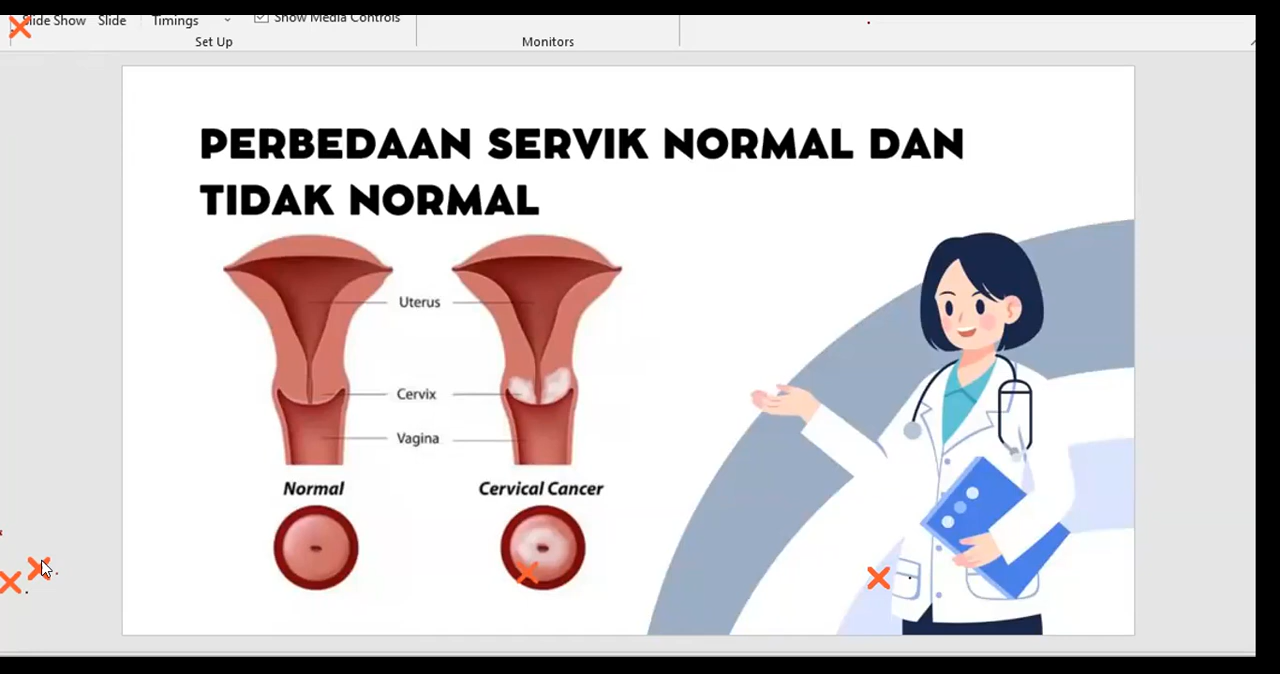 Slide Show Slide Timings Show Media Controls
Set Up Monitors
PERBEDAAN SERVIK NORMAL DAN
TIDAK NORMAL
Uterus
Cervix
Vagina
Normal Cervical Cancer